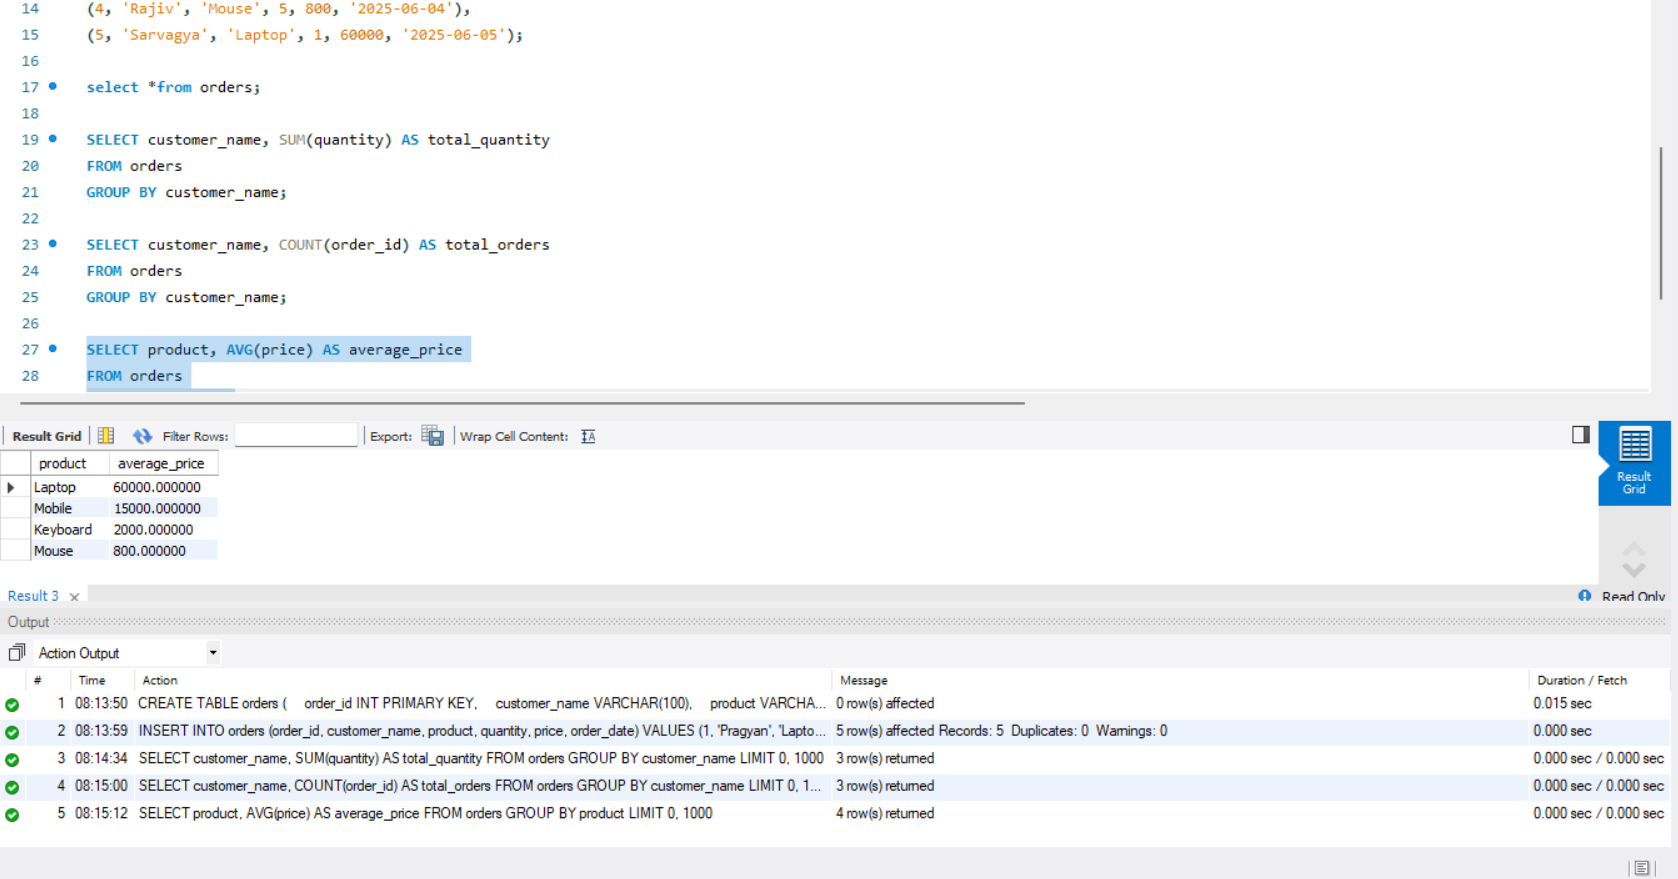 14 (4, 'Rajiv', 'Mouse', 5, 800, '2025-06-04'),
15 (5, 'Sarvagya', 'Laptop', 1, 60000, '2025-06-05');
16
17 select *from orders;
18
19 SELECT customer_name, SUM(quantity) AS total_quantity
20 FROM orders
21 GROUP BY customer_name;
22
23 SELECT customer_name, COUNT(order_id) AS total_orders
24 FROM orders
25 GROUP BY customer_name;
26
27 SELECT product, AVG(price) AS average_price
28 FROM orders
Result Grid Filter Rows: Export: Wrap Cell Content:
Result Grid
product average_price
Laptop 60000.000000
Mobile 15000.000000
Keyboard 2000.000000
Mouse 800.000000
Result 3 Read Only
Output
Action Output
# Time Action Message Duration / Fetch
1 08:13:50 CREATE TABLE orders ( order_id INT PRIMARY KEY, customer_name VARCHAR(100), product VARCHA... 0 row(s) affected 0.015 sec
2 08:13:59 INSERT INTO orders (order_id, customer_name, product, quantity, price, order_date) VALUES (1, 'Pragyan', 'Lapto... 5 row(s) affected Records: 5 Duplicates: 0 Warnings: 0 0.000 sec
3 08:14:34 SELECT customer_name, SUM(quantity) AS total_quantity FROM orders GROUP BY customer_name LIMIT 0, 1000 3 row(s) returned 0.000 sec / 0.000 sec
4 08:15:00 SELECT customer_name, COUNT(order_id) AS total_orders FROM orders GROUP BY customer_name LIMIT 0, 1... 3 row(s) returned 0.000 sec / 0.000 sec
5 08:15:12 SELECT product, AVG(price) AS average_price FROM orders GROUP BY product LIMIT 0, 1000 4 row(s) returned 0.000 sec / 0.000 sec